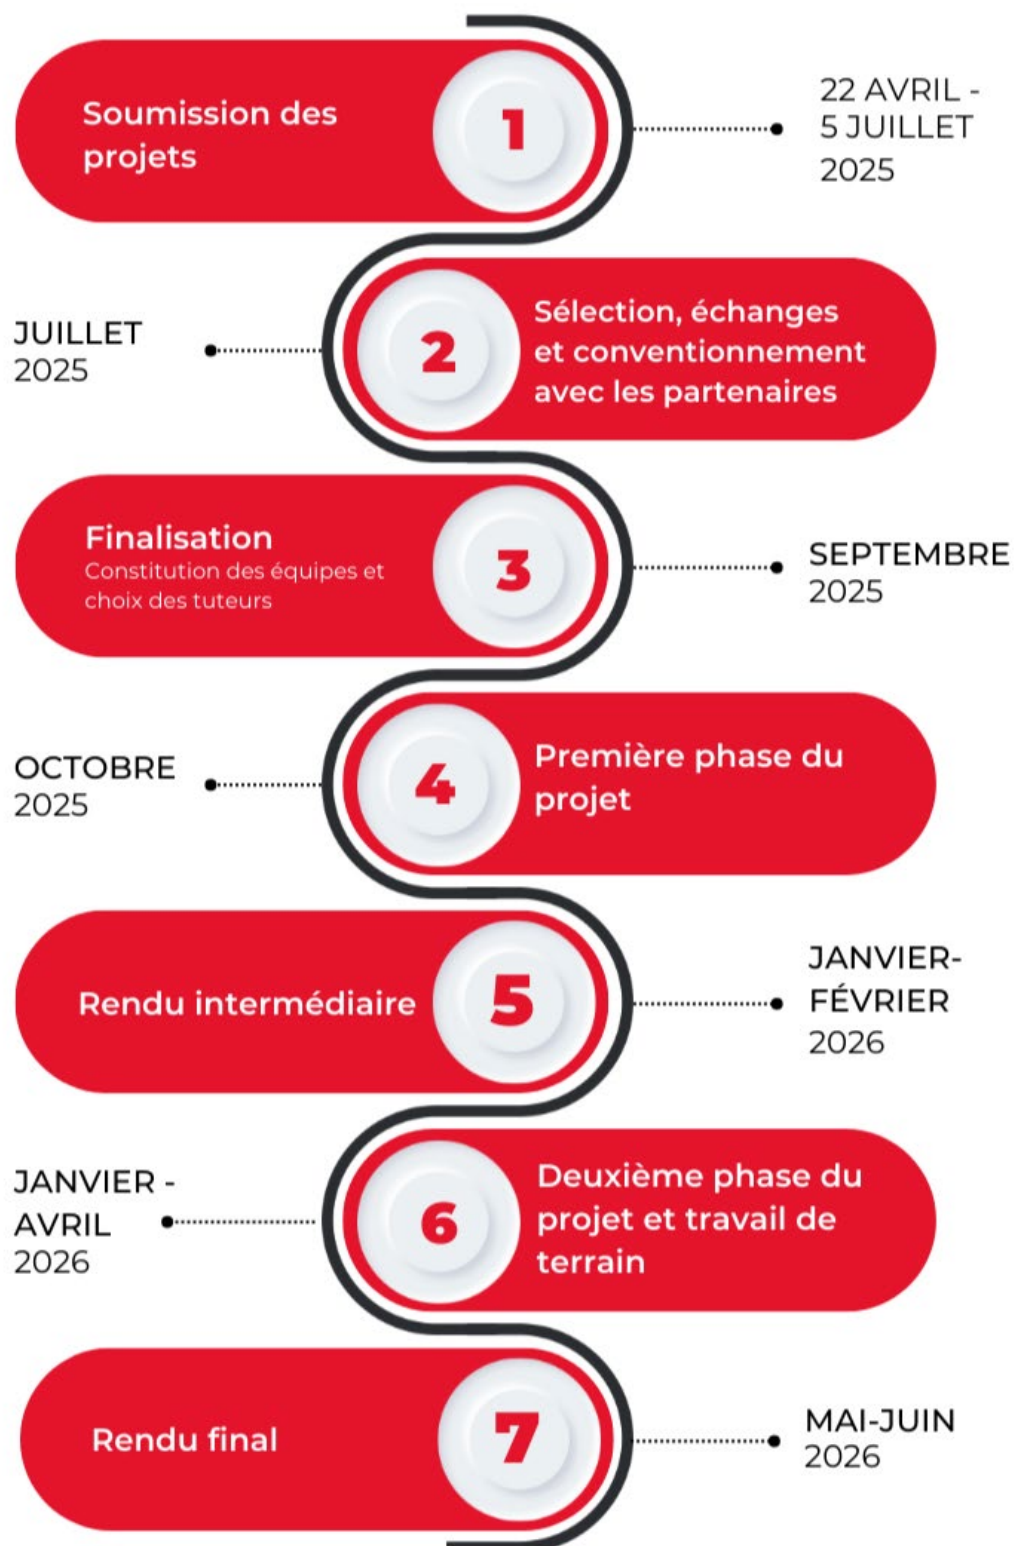 Soumission des
projets
1
22 AVRIL -
5 JUILLET
2025
JUILLET
2025
2
Sélection, échanges
et conventionnement
avec les partenaires
Finalisation
Constitution des équipes et
choix des tuteurs
3
SEPTEMBRE
2025
OCTOBRE
2025
4
Première phase du
projet
Rendu intermédiaire
5
JANVIER-
FÉVRIER
2026
JANVIER -
AVRIL
2026
6
Deuxième phase du
projet et travail de
terrain
Rendu final
7
MAI-JUIN
2026